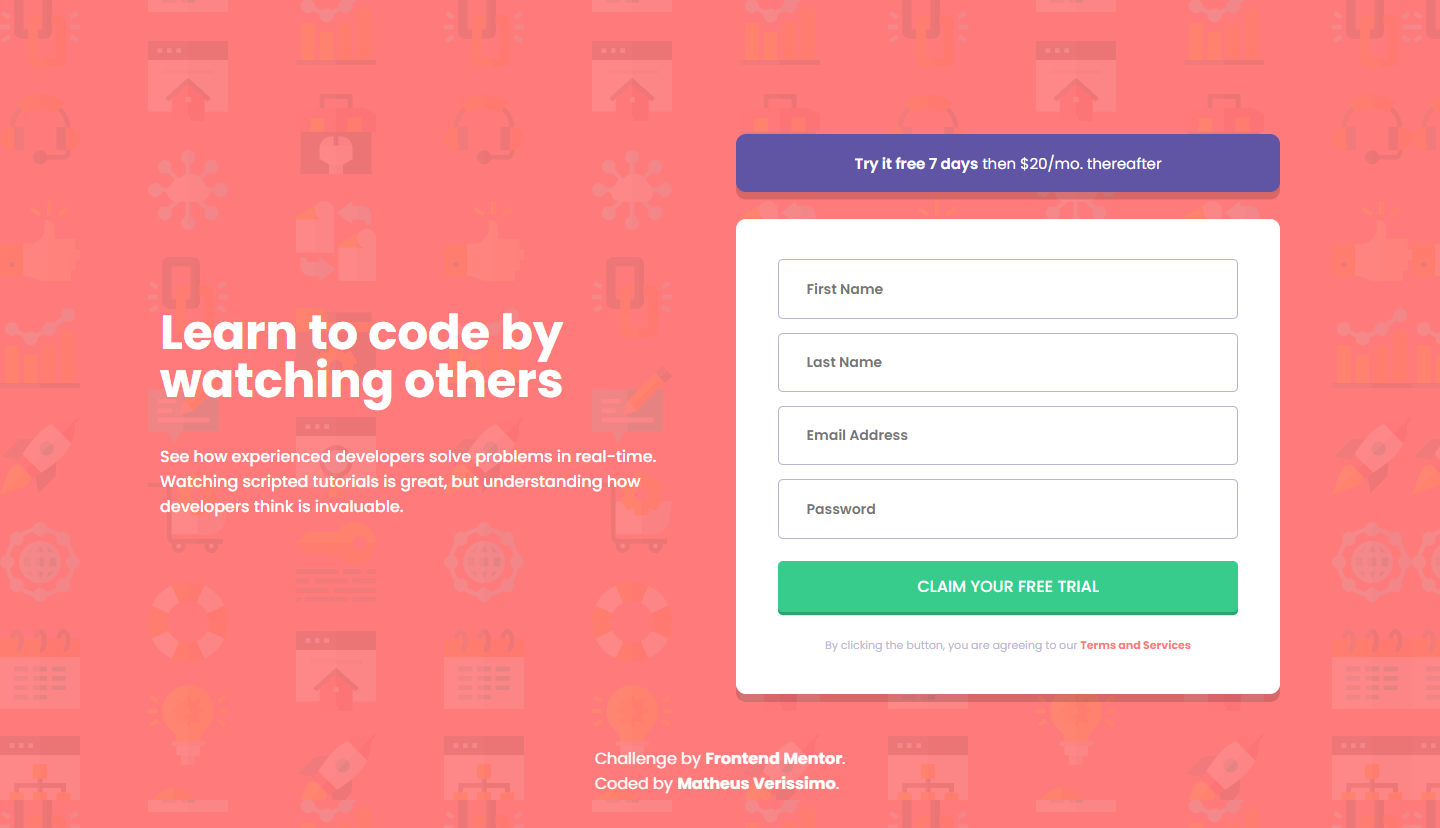 Learn to code by
watching others
See how experienced developers solve problems in real-time.
Watching scripted tutorials is great, but understanding how
developers think is invaluable.
Try it free 7 days then $20/mo. thereafter
First Name
Last Name
Email Address
Password
CLAIM YOUR FREE TRIAL
By clicking the button, you are agreeing to our Terms and Services
Challenge by Frontend Mentor.
Coded by Matheus Verissimo.